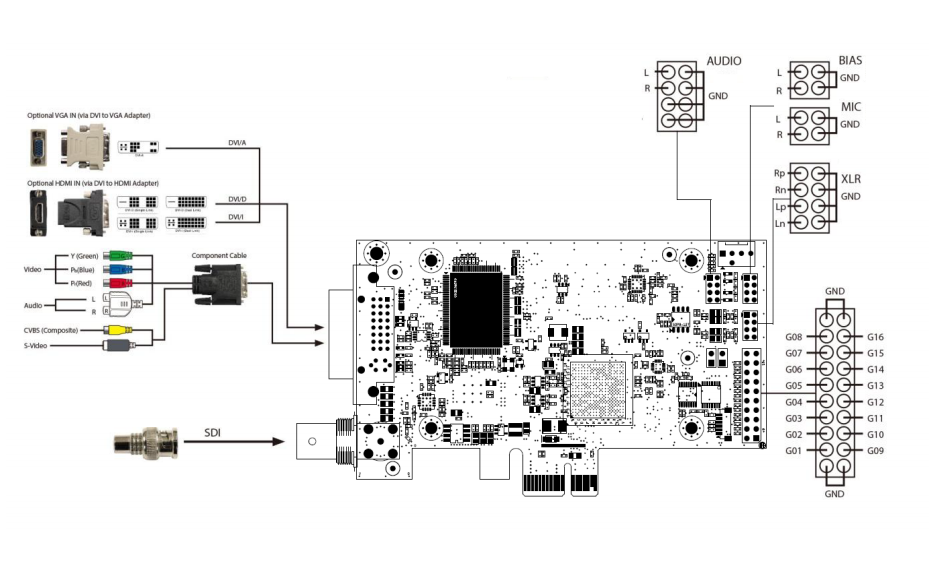 AUDIO
L
R
GND
BIAS
L
R
GND
MIC
L
R
GND
XLR
Rp
Rn
Lp
Ln
GND
Optional VGA IN (via DVI to VGA Adapter)
DVI/A
Optional HDMI IN (via DVI to HDMI Adapter)
DVI/D
DVI/I
Component Cable
Video
Y (Green)
PB(Blue)
Pr(Red)
Audio
L
R
L
R
CVBS (Composite)
S-Video
SDI
GND
G08 G16
G07 G15
G06 G14
G05 G13
G04 G12
G03 G11
G02 G10
G01 G09
GND